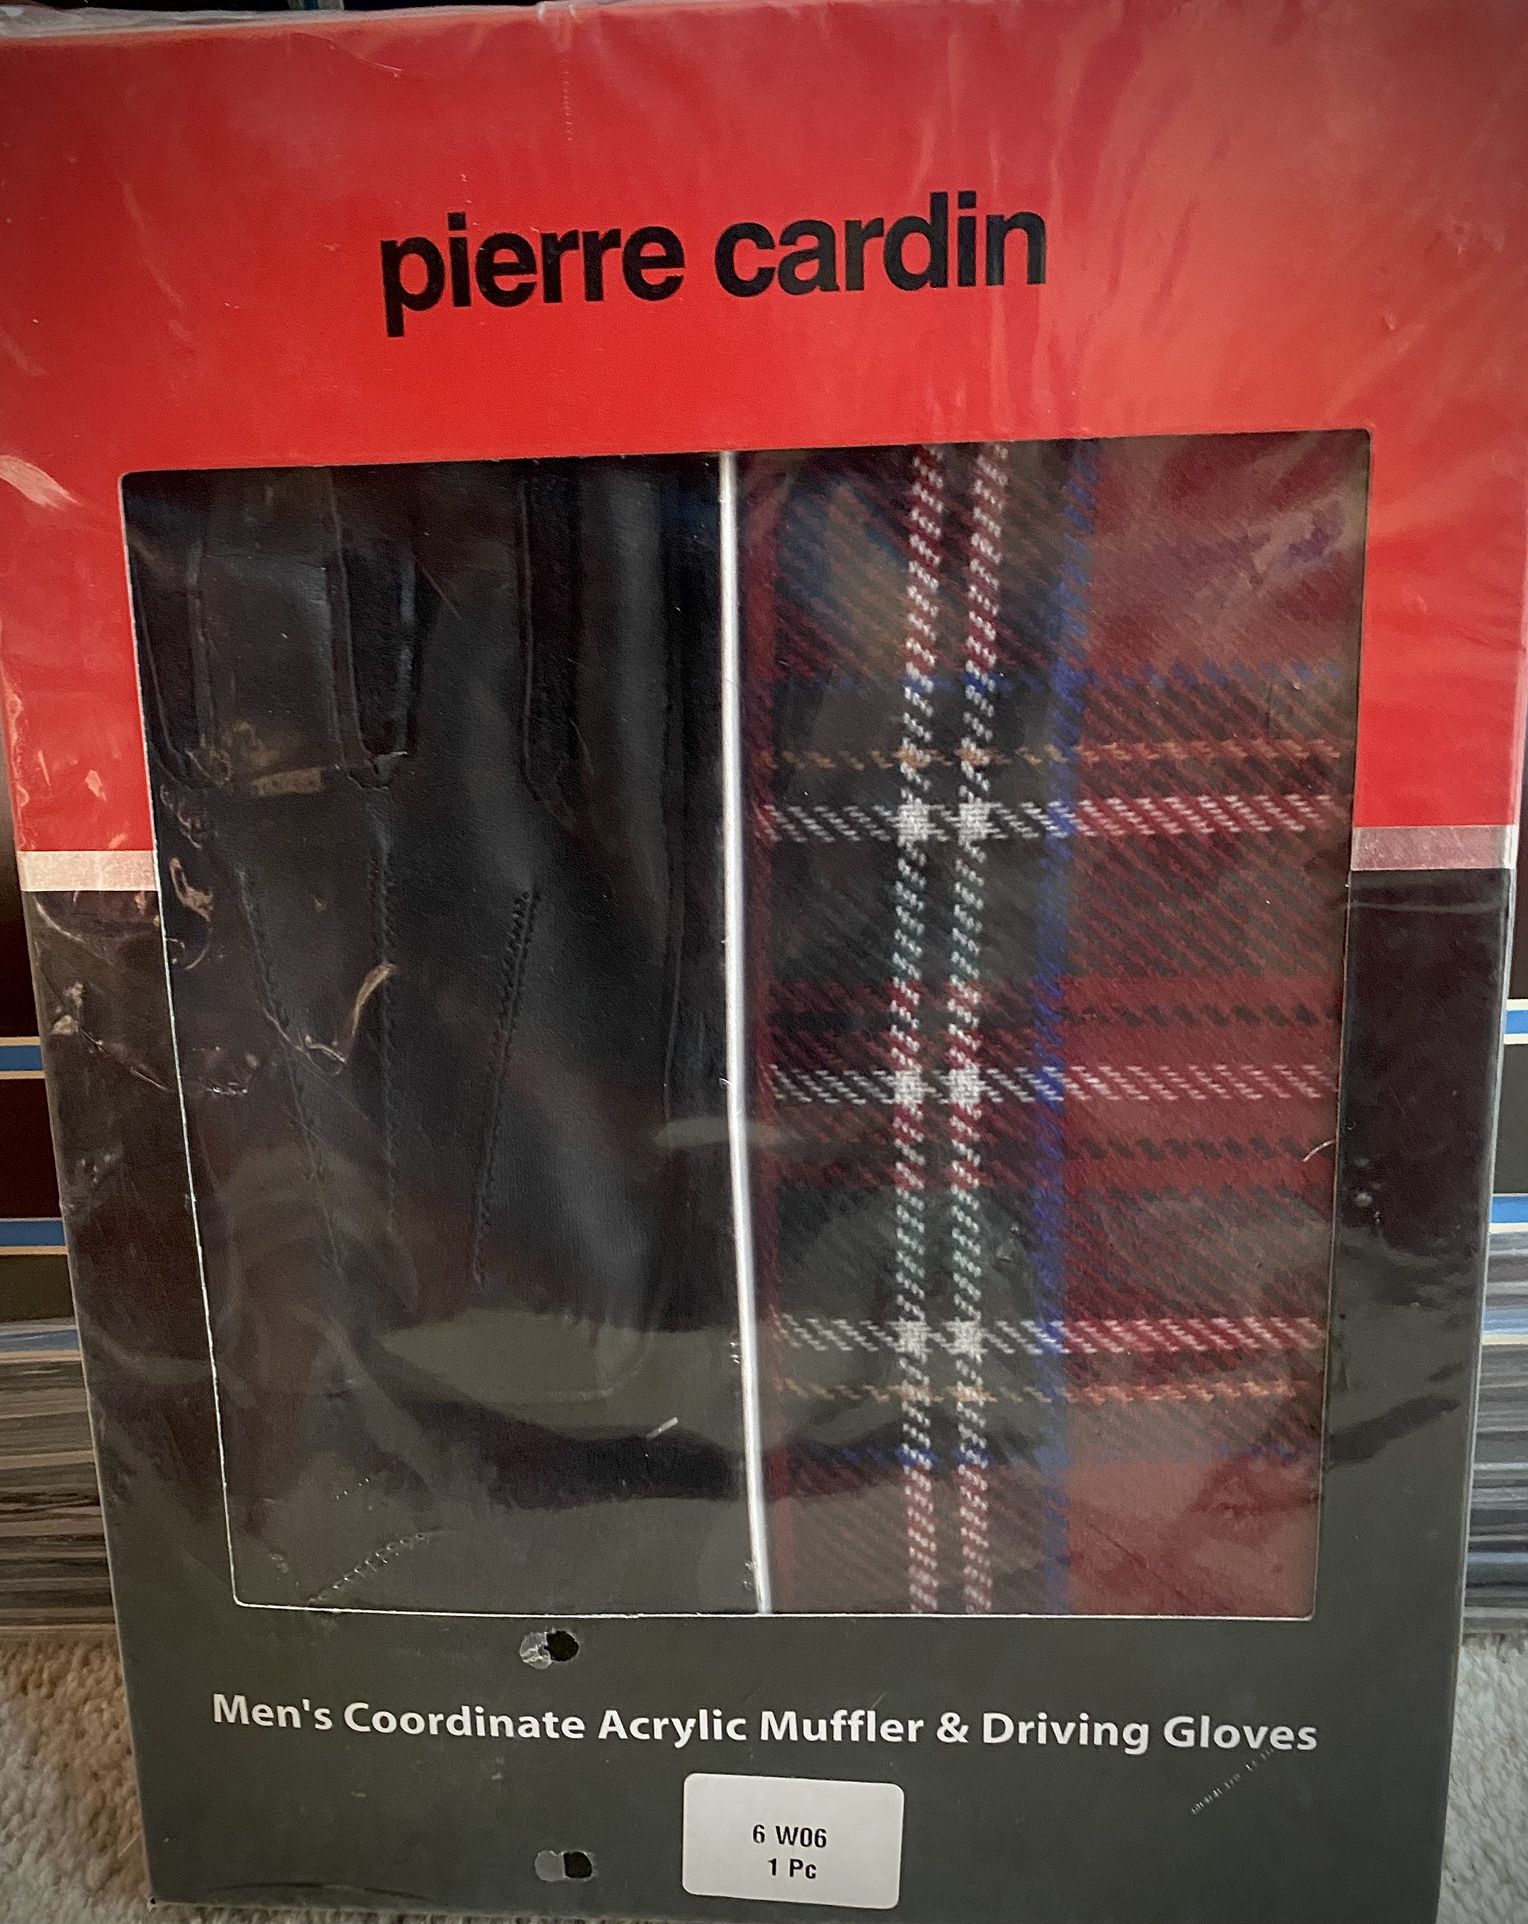 pierre cardin
Men's Coordinate Acrylic Muffler & Driving Gloves
6 W06
1 Pc